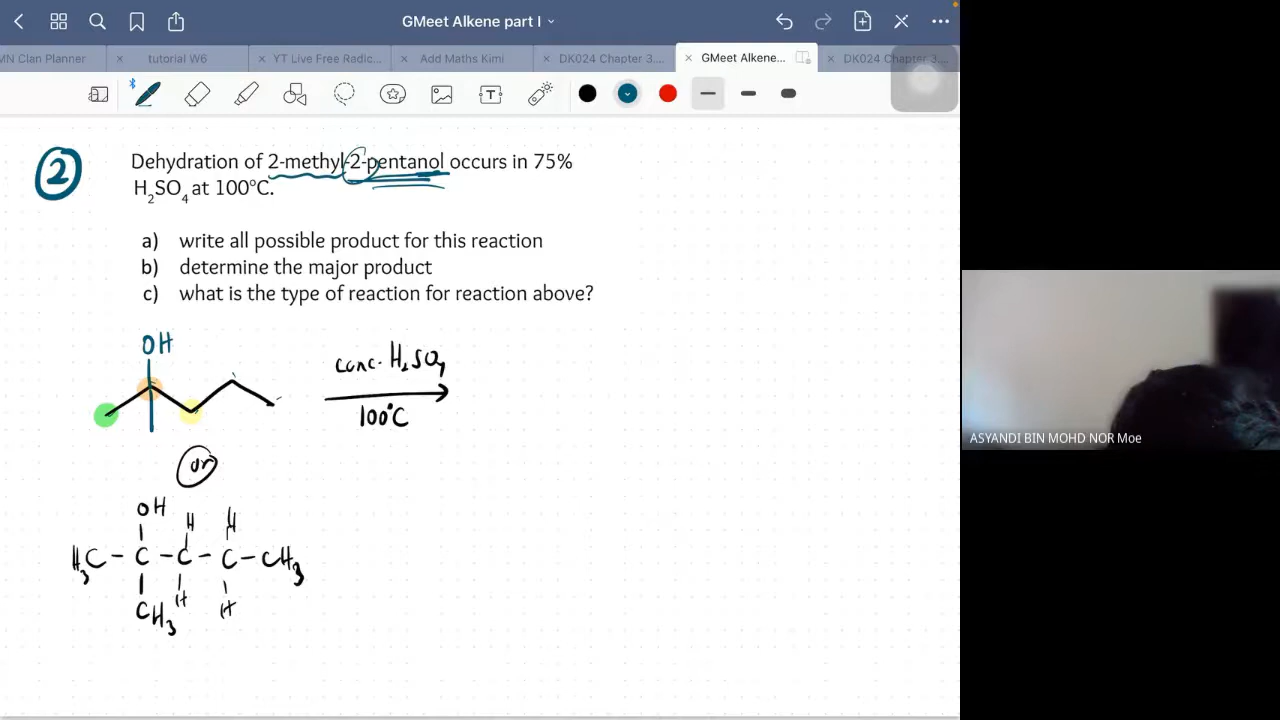 GMeet Alkene part I
MN Clan Planner
tutorial W6
YT Live Free Radic...
Add Maths Kimi
DK024 Chapter 3....
GMeet Alkene...
DK024 Chapter 3...
2
Dehydration of 2-methyl-2-pentanol occurs in 75%
H₂SO₄ at 100°C.
a) write all possible product for this reaction
b) determine the major product
c) what is the type of reaction for reaction above?
OH
conc. H₂SO₄
100°C
or
OH H H
H₃C - C - C - C - CH₃
CH₃ H H
ASYANDI BIN MOHD NOR Moe